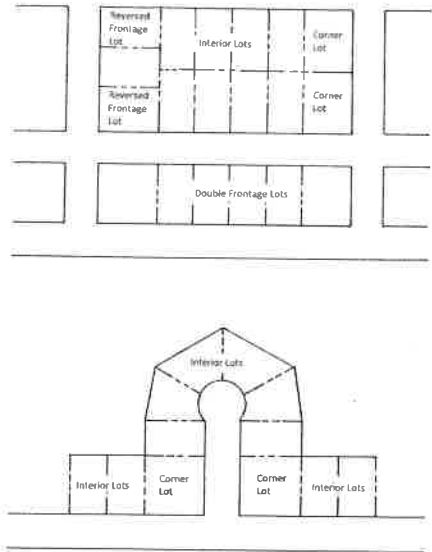 Reversed
Frontage
Lot
Interior Lots
Corner
Lot
Reversed
Frontage
Lot
Corner
Lot
Double Frontage Lots
Interior Lots
Interior Lots
Corner
Lot
Corner
Lot
Interior Lots